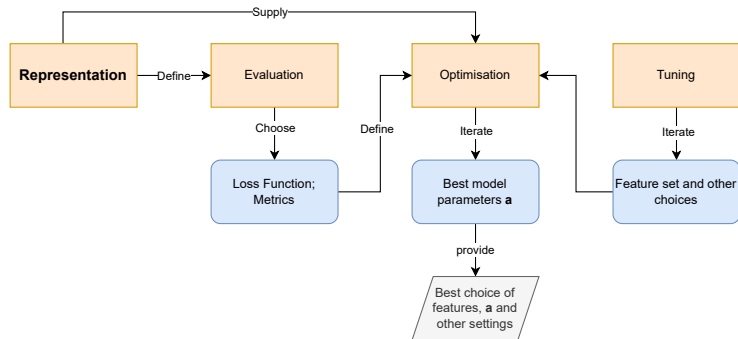 Supply
Representation
Define
Evaluation
Optimisation
Tuning
Choose
Define
Iterate
Iterate
Loss Function;
Metrics
Best model
parameters a
Feature set and other
choices
provide
Best choice of
features, a and
other settings